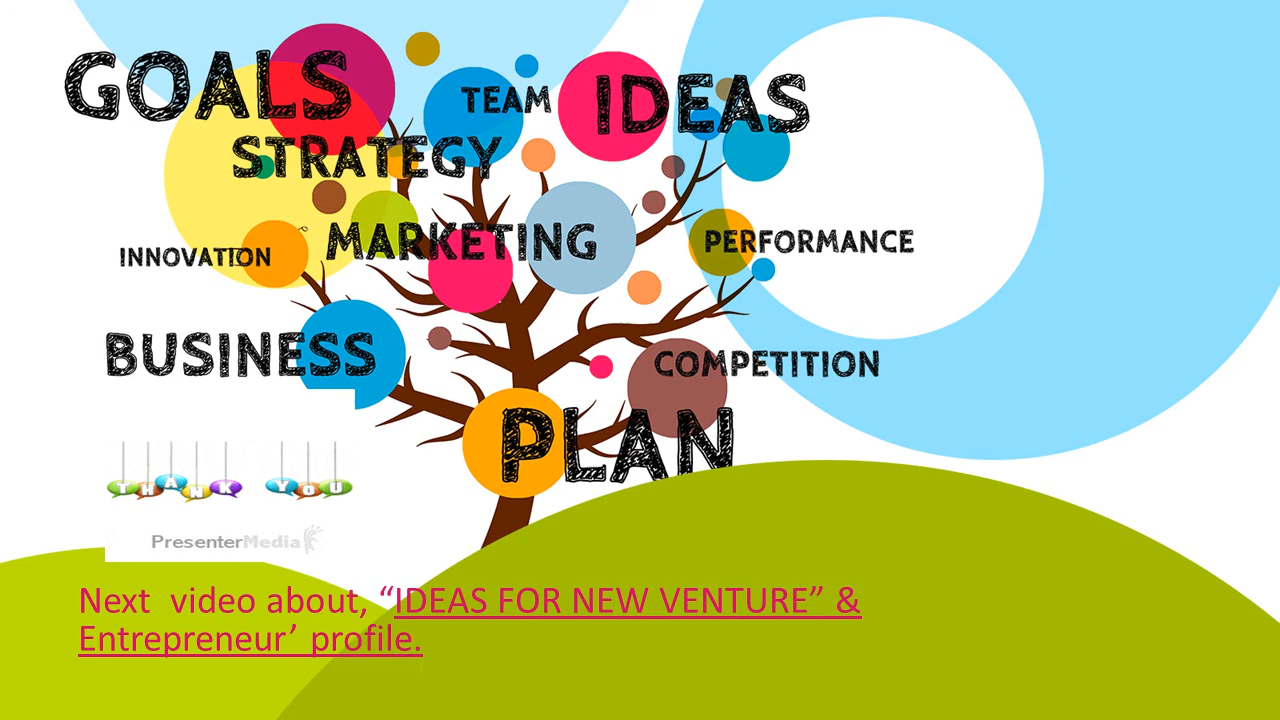 GOALS
TEAM
IDEAS
STRATEGY
MARKETING
PERFORMANCE
INNOVATION
BUSINESS
COMPETITION
PLAN
THANK YOU
PresenterMedia
Next video about, “IDEAS FOR NEW VENTURE” &
Entrepreneur’ profile.